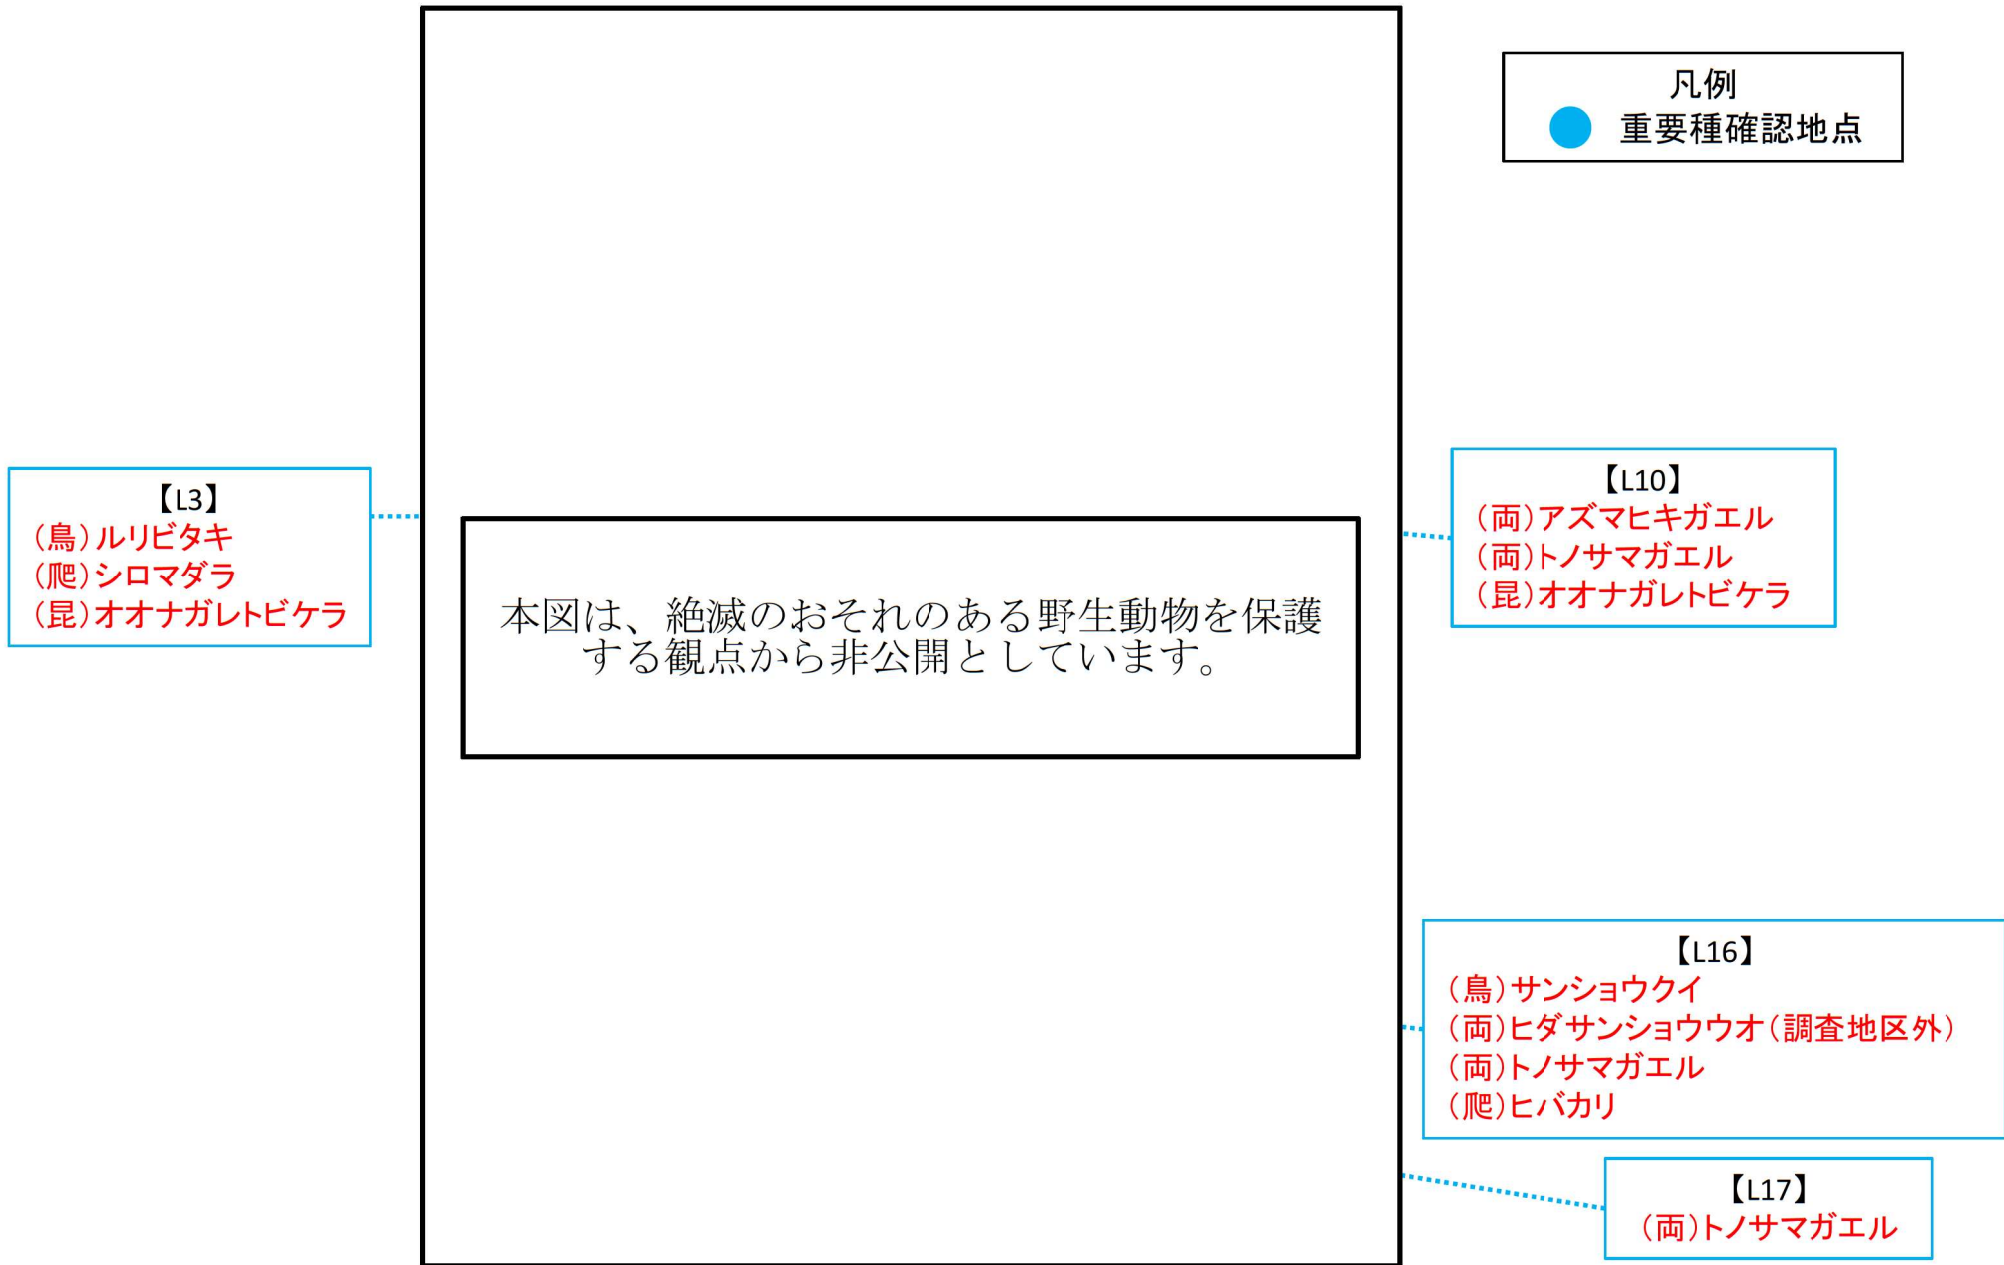 凡例
重要種確認地点
【L3】
(鳥)ルリビタキ
(爬)シロマダラ
(昆)オオナガレトビケラ
本図は、絶滅のおそれのある野生動物を保護
する観点から非公開としています。
【L10】
(両)アズマヒキガエル
(両)トノサマガエル
(昆)オオナガレトビケラ
【L16】
(鳥)サンショウクイ
(両)ヒダサンショウウオ(調査地区外)
(両)トノサマガエル
(爬)ヒバカリ
【L17】
(両)トノサマガエル